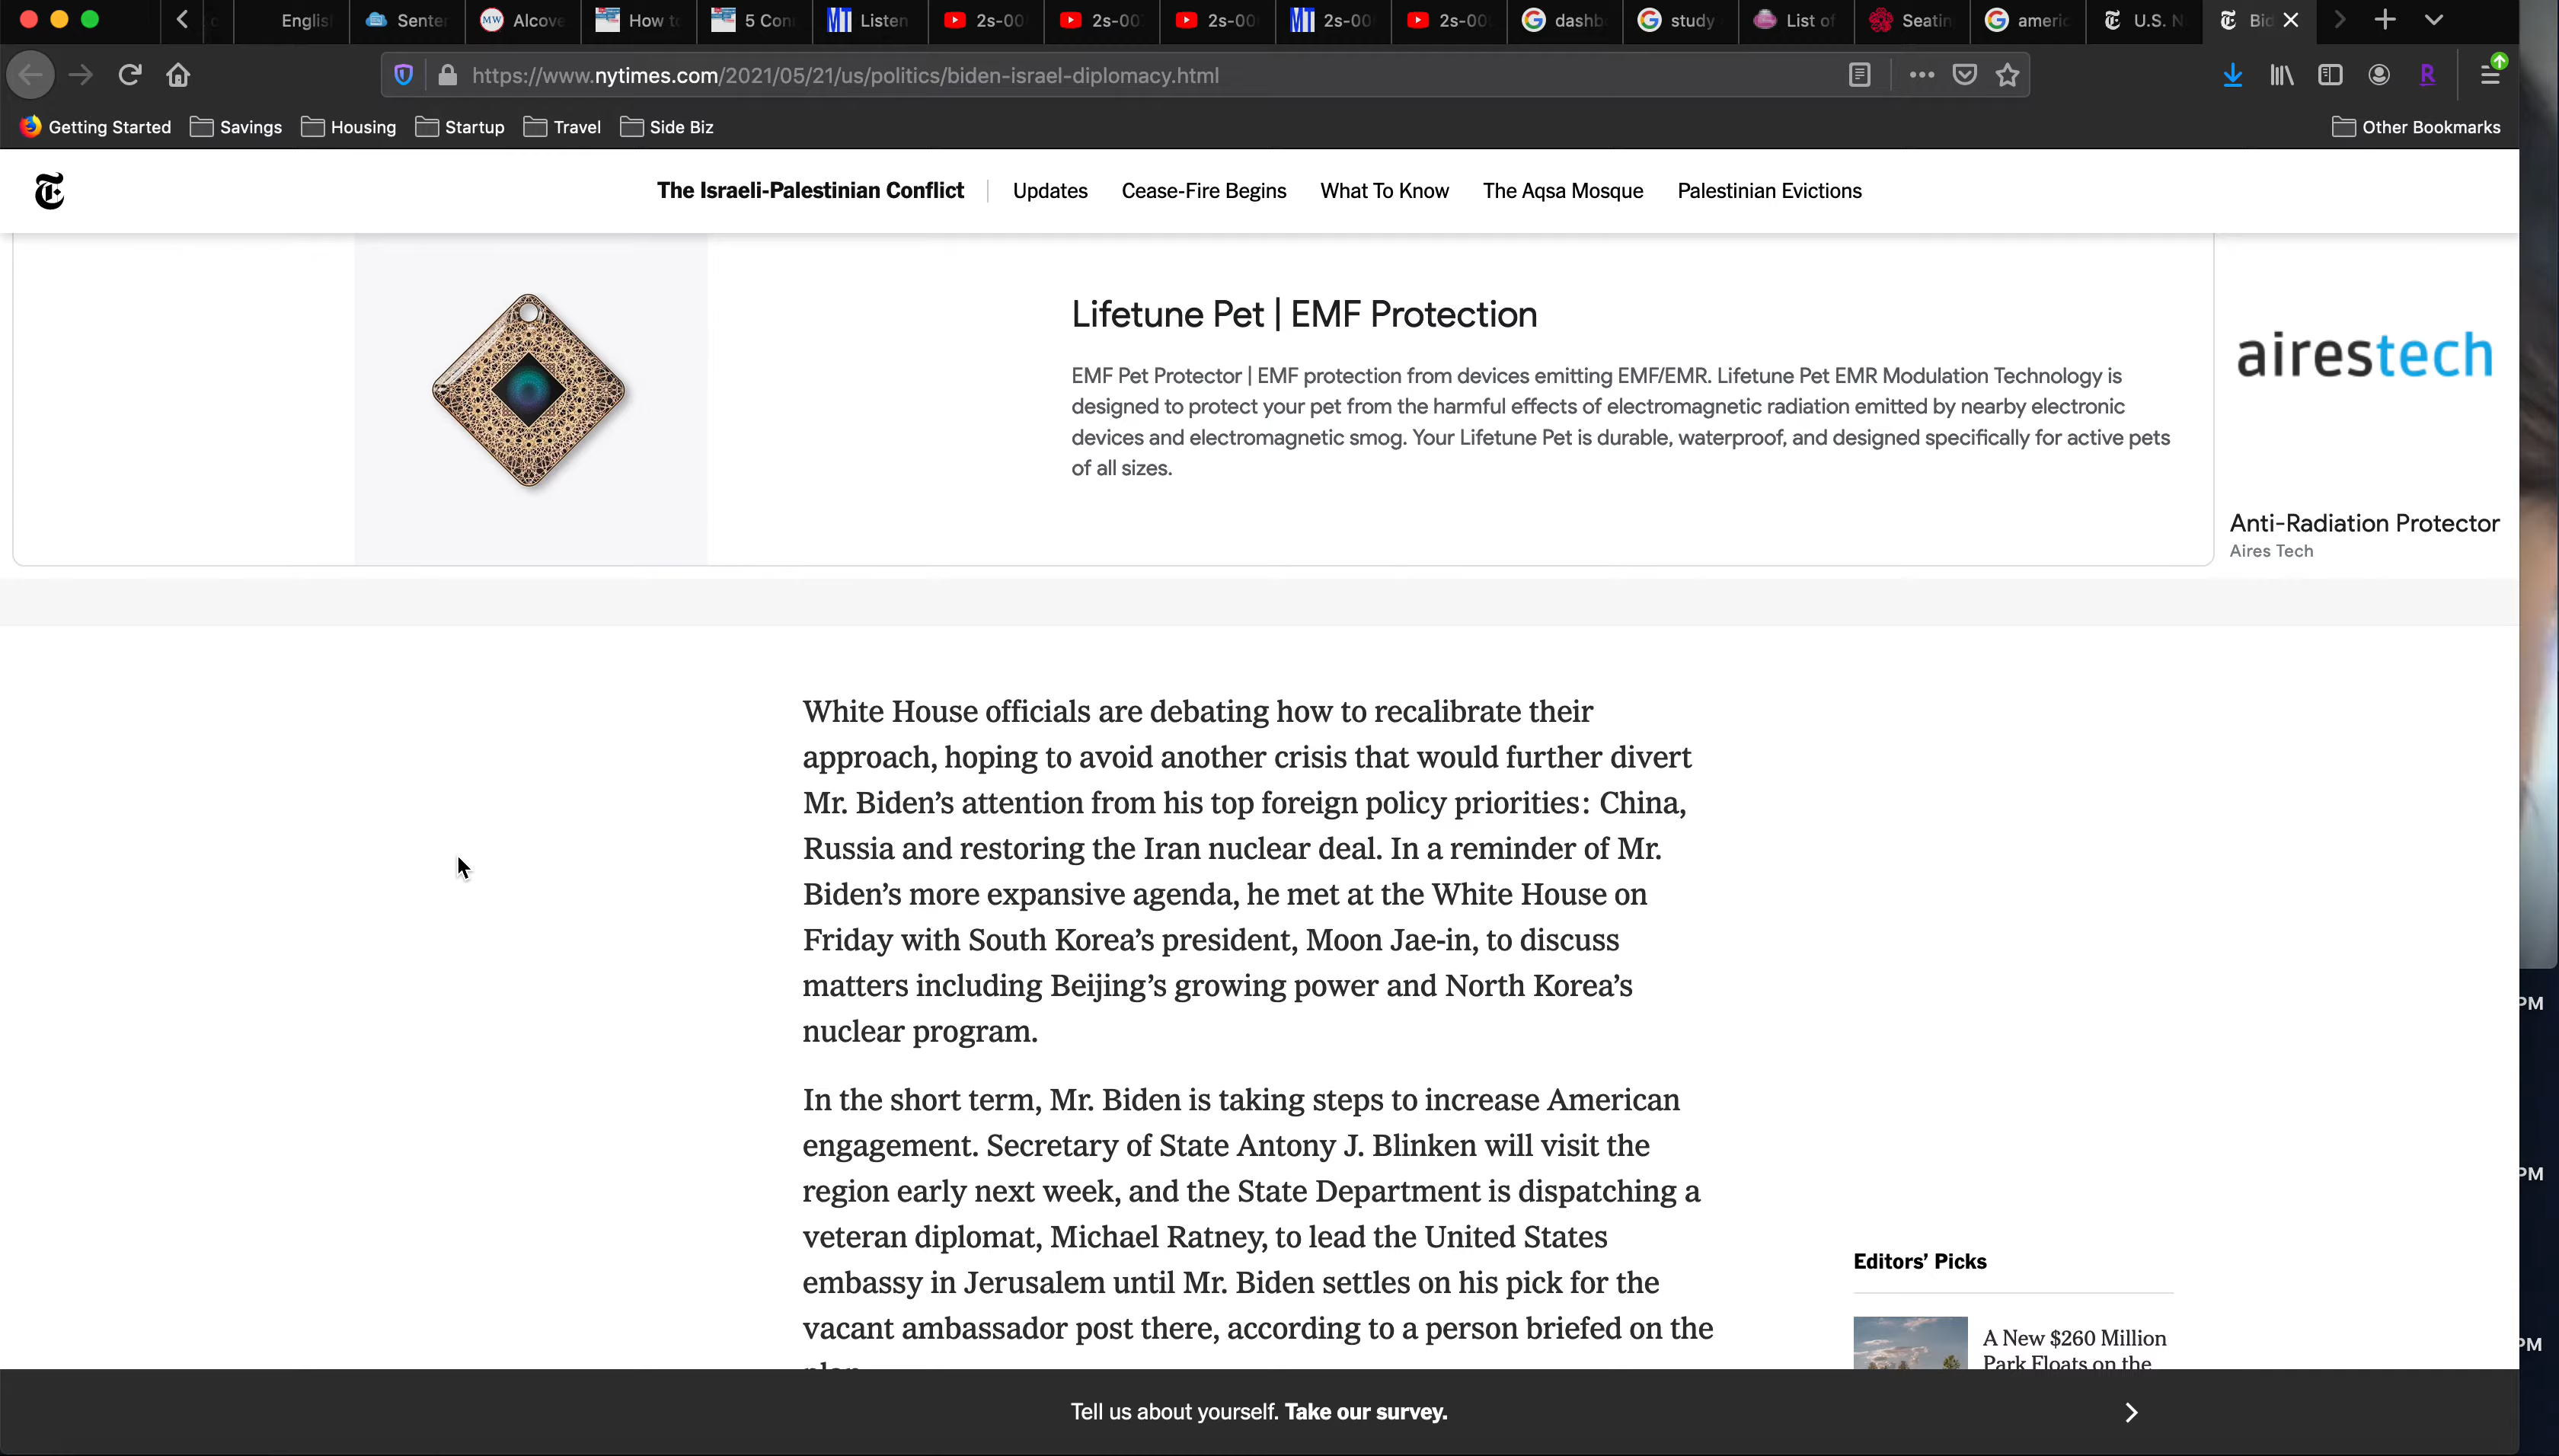 Englis
Senten
Alcove
How to
5 Con
Listen
2s-00
2s-00
2s-00
2s-00
2s-00
dashb
study
List of
Seatin
americ
U.S. N
Bid
https://www.nytimes.com/2021/05/21/us/politics/biden-israel-diplomacy.html
Getting Started Savings Housing Startup Travel Side Biz Other Bookmarks
The Israeli-Palestinian Conflict Updates Cease-Fire Begins What To Know The Aqsa Mosque Palestinian Evictions
Lifetune Pet | EMF Protection
EMF Pet Protector | EMF protection from devices emitting EMF/EMR. Lifetune Pet EMR Modulation Technology is
designed to protect your pet from the harmful effects of electromagnetic radiation emitted by nearby electronic
devices and electromagnetic smog. Your Lifetune Pet is durable, waterproof, and designed specifically for active pets
of all sizes.
airestech
Anti-Radiation Protector
Aires Tech
White House officials are debating how to recalibrate their
approach, hoping to avoid another crisis that would further divert
Mr. Biden’s attention from his top foreign policy priorities: China,
Russia and restoring the Iran nuclear deal. In a reminder of Mr.
Biden’s more expansive agenda, he met at the White House on
Friday with South Korea’s president, Moon Jae-in, to discuss
matters including Beijing’s growing power and North Korea’s
nuclear program.
In the short term, Mr. Biden is taking steps to increase American
engagement. Secretary of State Antony J. Blinken will visit the
region early next week, and the State Department is dispatching a
veteran diplomat, Michael Ratney, to lead the United States
embassy in Jerusalem until Mr. Biden settles on his pick for the
vacant ambassador post there, according to a person briefed on the
Editors’ Picks
A New $260 Million
Park Floats on the
PM
PM
PM
Tell us about yourself. Take our survey.